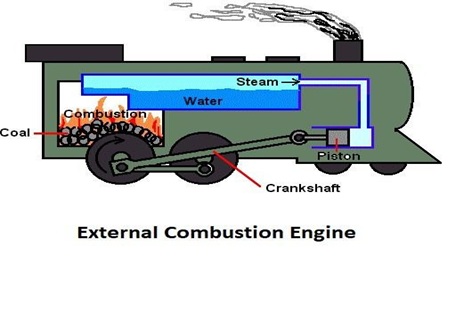 Steam
Water
Combustion
Coal
Piston
Crankshaft
External Combustion Engine